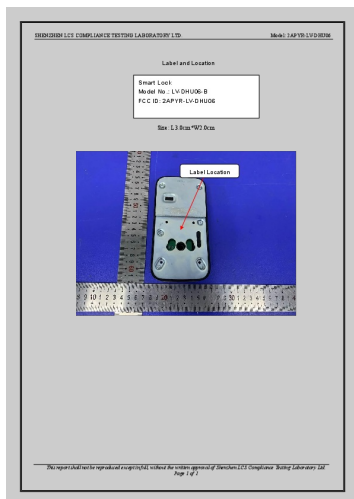 SHENZHEN LCS COMPLIANCE TESTING LABORATORY LTD. Model: 2APYR-LV-DHU06
Label and Location
Smart Lock
Model No.: LV-DHU06-B
FCC ID: 2APYR-LV-DHU06
Size: L3.0cm*W2.0cm
Label Location
This report shall not be reproduced except in full, without the written approval of Shenzhen LCS Compliance Testing Laboratory Ltd.
Page 1 of 1